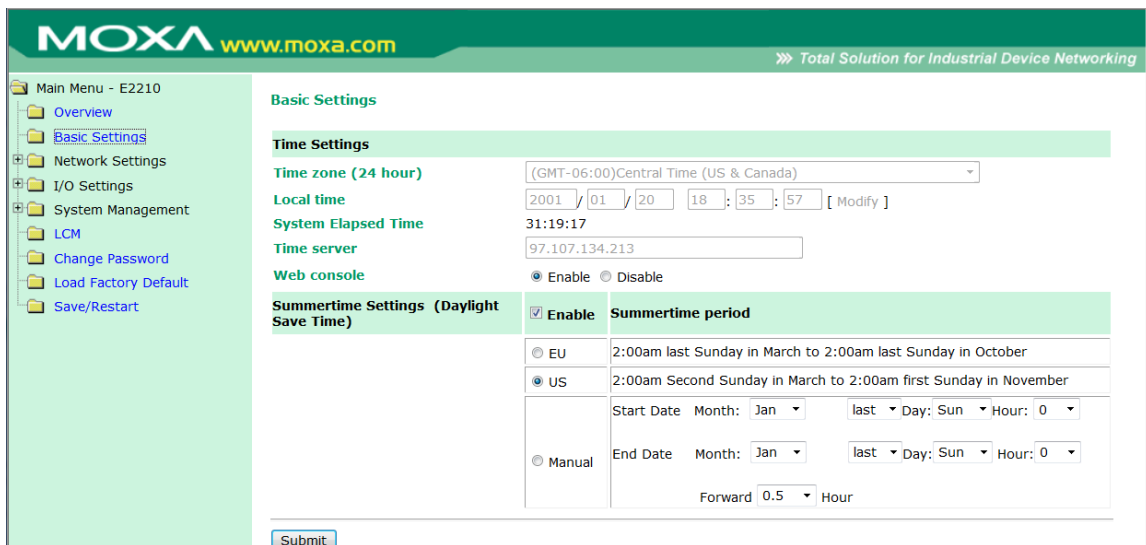 MOXA www.moxa.com
Total Solution for Industrial Device Networking
Main Menu - E2210
Overview
Basic Settings
Network Settings
I/O Settings
System Management
LCM
Change Password
Load Factory Default
Save/Restart
Basic Settings
Time Settings
Time zone (24 hour) (GMT-06:00)Central Time (US & Canada)
Local time 2001 / 01 / 20 18 : 35 : 57 [ Modify ]
System Elapsed Time 31:19:17
Time server 97.107.134.213
Web console Enable Disable
Summertime Settings (Daylight
Save Time) Enable Summertime period
EU 2:00am last Sunday in March to 2:00am last Sunday in October
US 2:00am Second Sunday in March to 2:00am first Sunday in November
Manual
Start Date Month: Jan last Day: Sun Hour: 0
End Date Month: Jan last Day: Sun Hour: 0
Forward 0.5 Hour
Submit